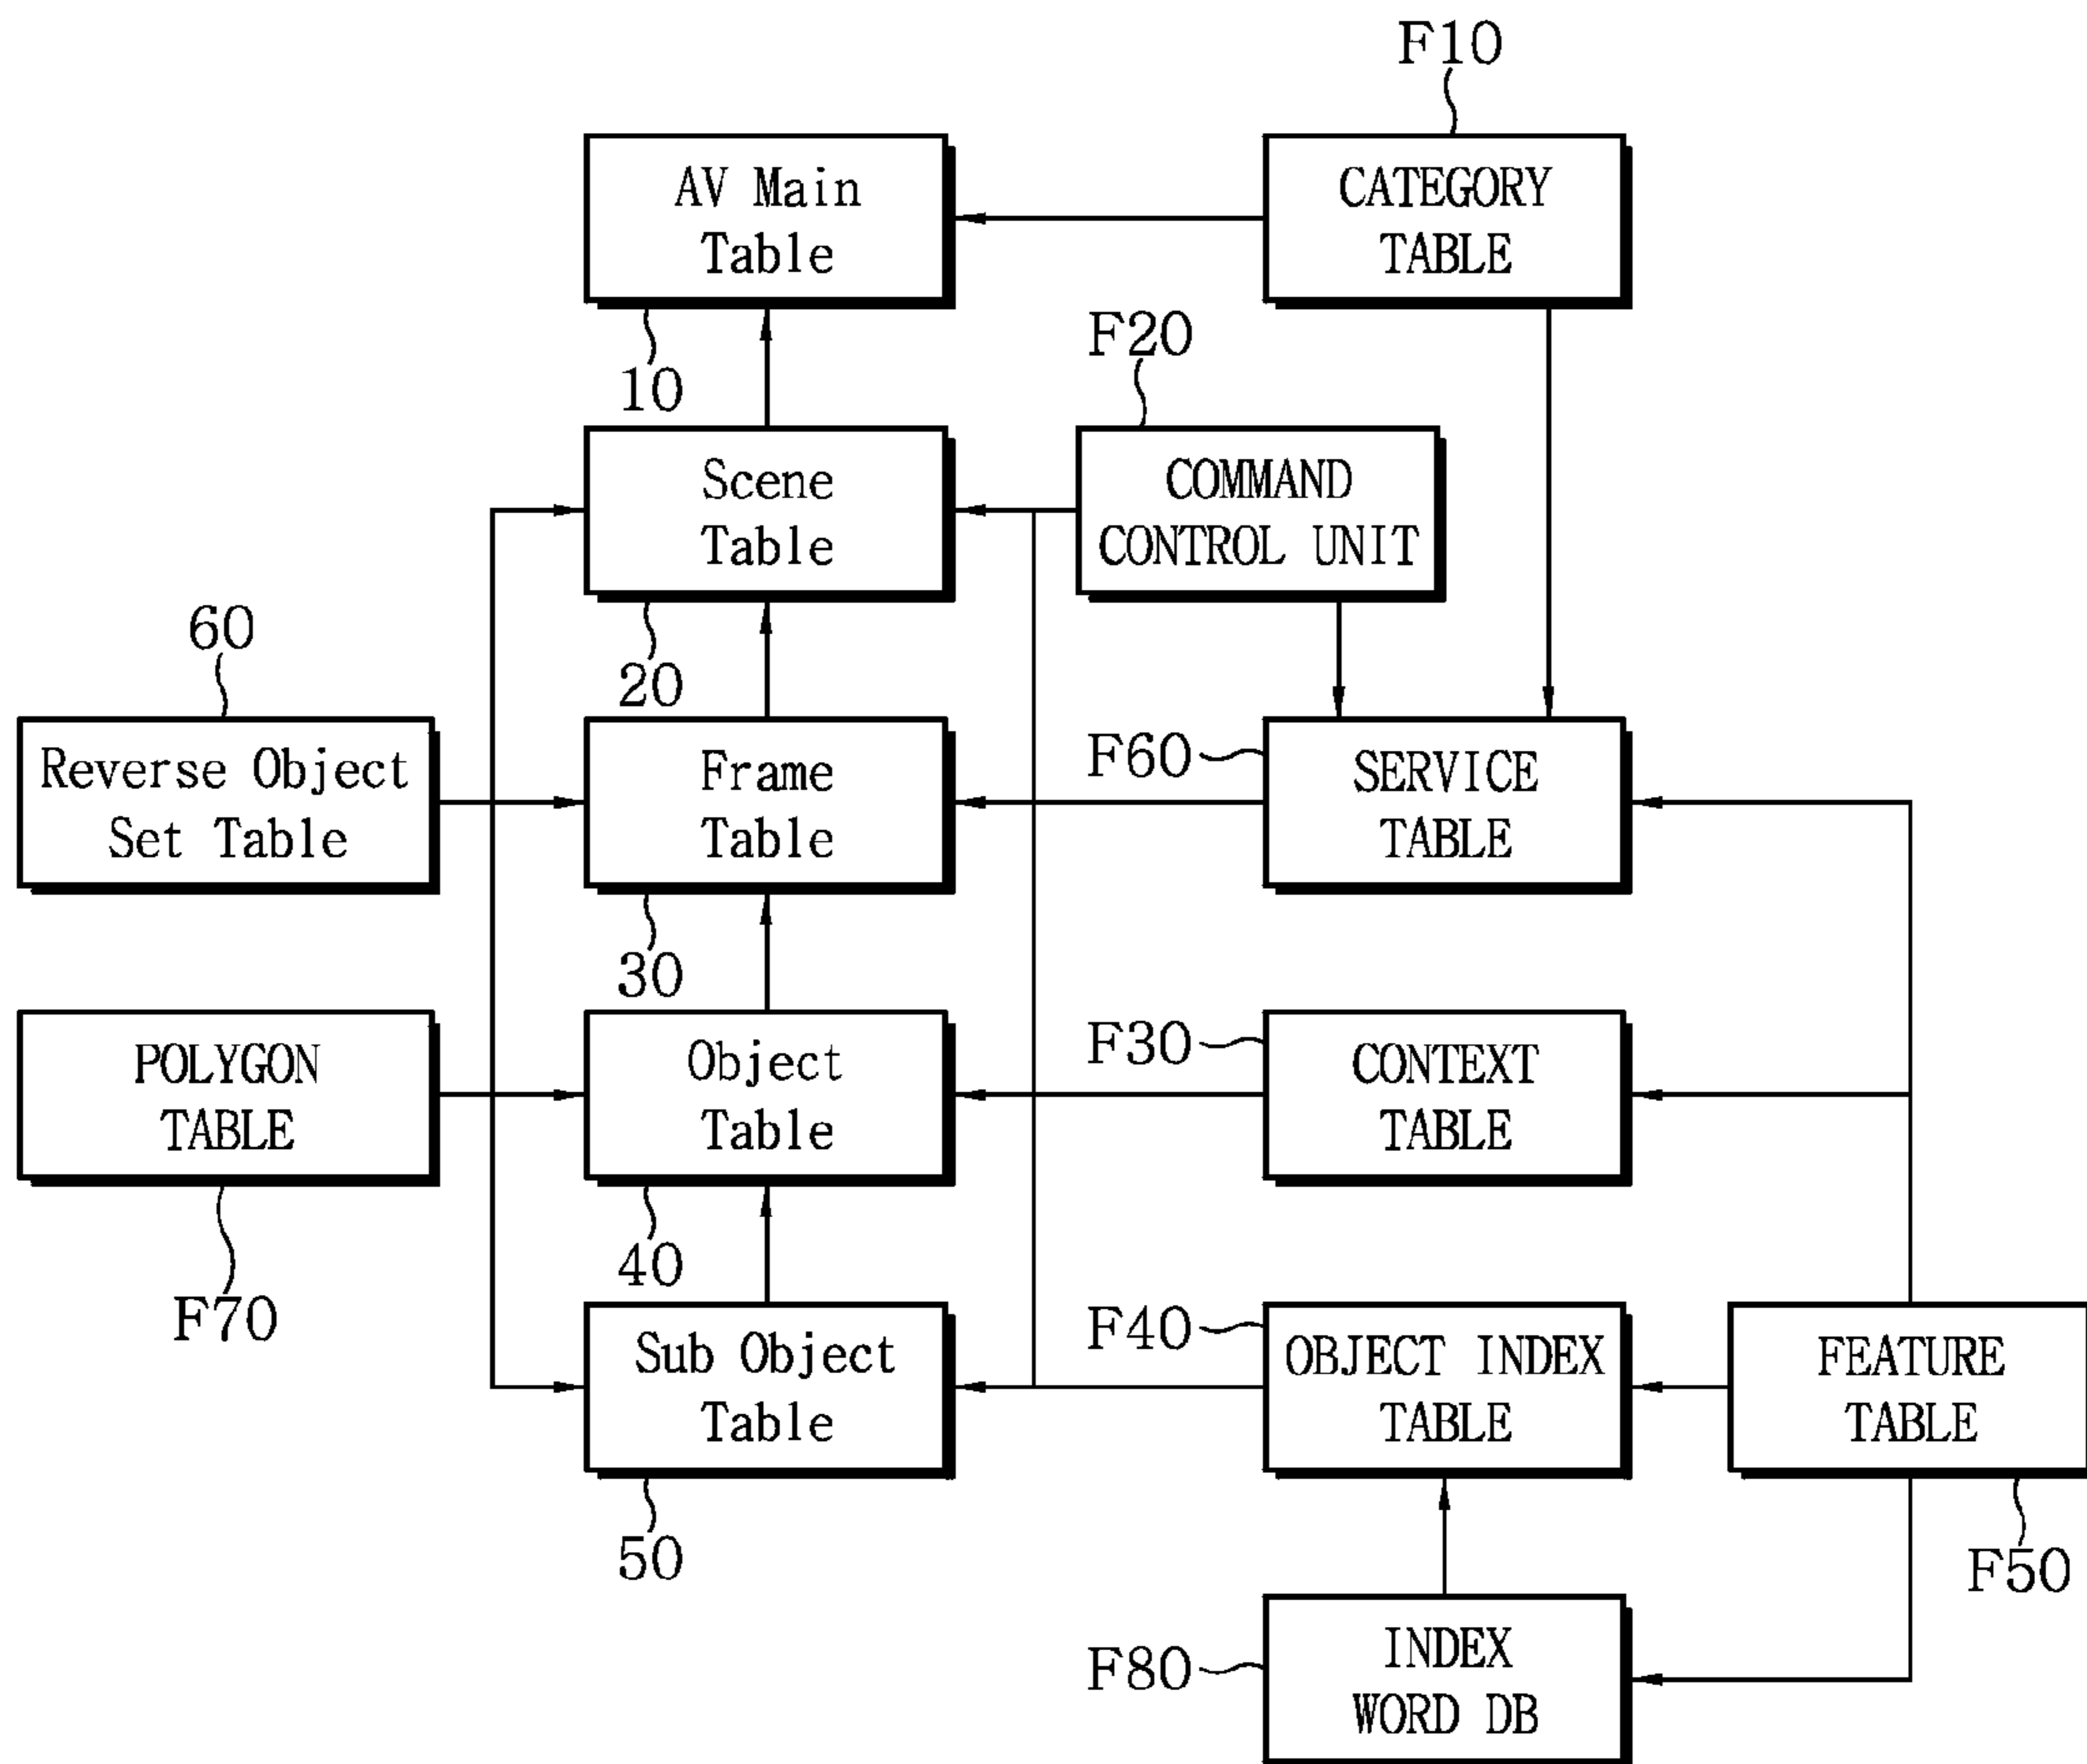 F10
AV Main
Table
CATEGORY
TABLE
10
F20
Scene
Table
COMMAND
CONTROL UNIT
20
60
Reverse Object
Set Table
Frame
Table
F60
SERVICE
TABLE
30
POLYGON
TABLE
Object
Table
F30
CONTEXT
TABLE
40
F70
Sub Object
Table
F40
OBJECT INDEX
TABLE
FEATURE
TABLE
50
F50
F80
INDEX
WORD DB